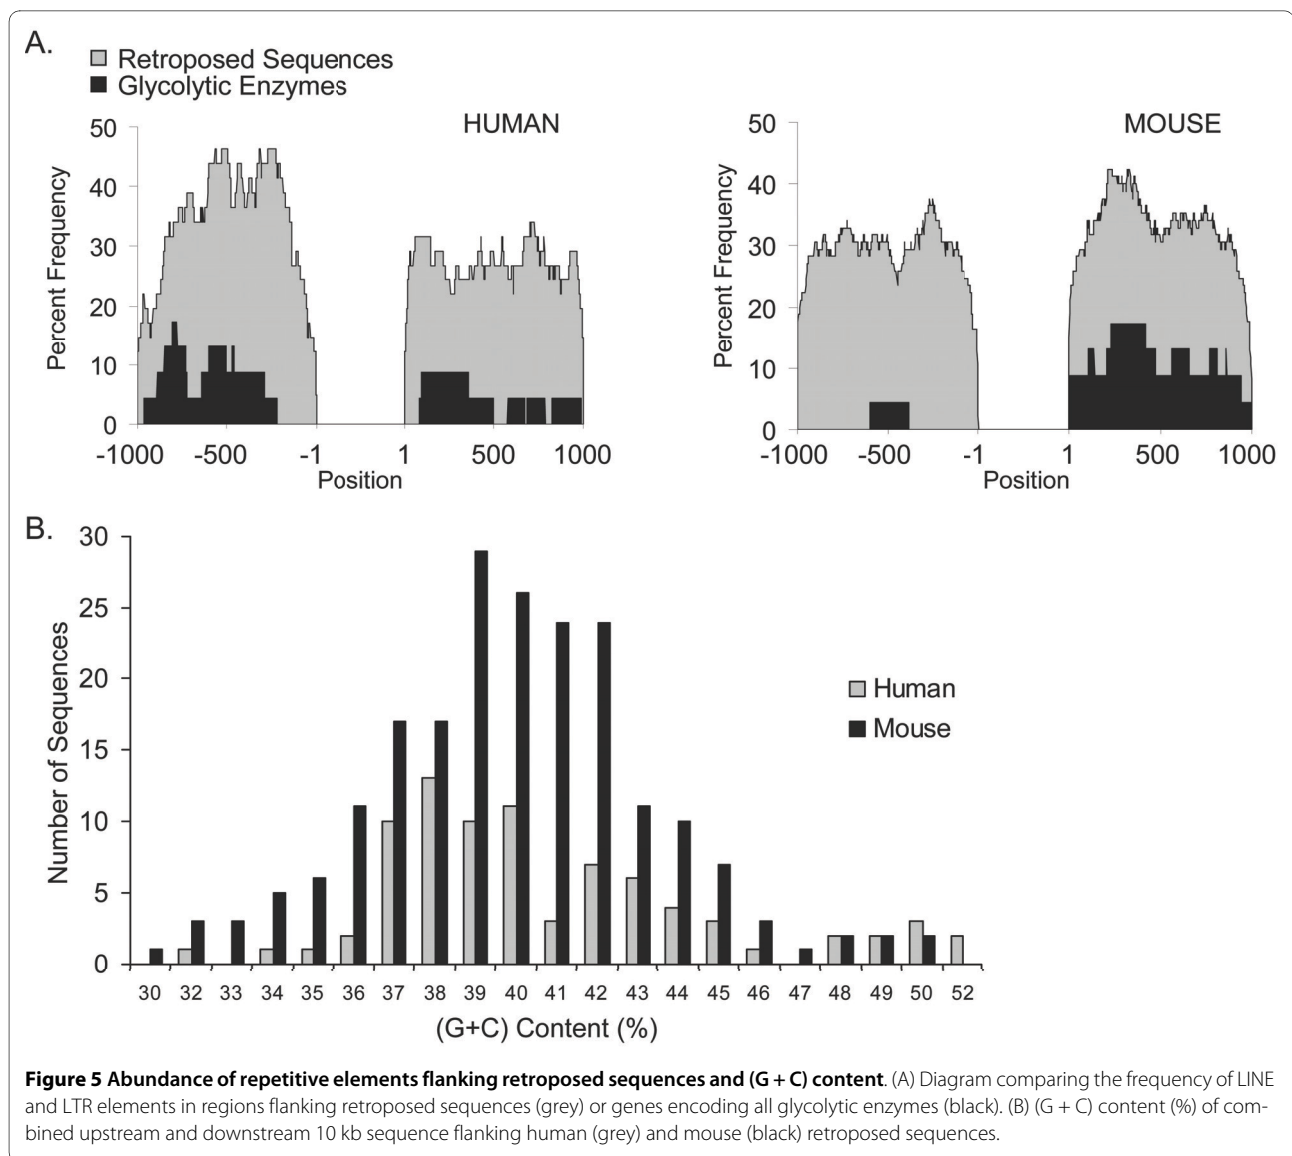 A.
Retroposed Sequences
Glycolytic Enzymes
HUMAN
Percent Frequency
50
40
30
20
10
0
-1000 -500 -1 1 500 1000
Position
MOUSE
Percent Frequency
50
40
30
20
10
0
-1000 -500 -1 1 500 1000
Position
B.
Number of Sequences
30
25
20
15
10
5
0
Human
Mouse
30 32 33 34 35 36 37 38 39 40 41 42 43 44 45 46 47 48 49 50 52
(G+C) Content (%)
Figure 5 Abundance of repetitive elements flanking retroposed sequences and (G + C) content. (A) Diagram comparing the frequency of LINE
and LTR elements in regions flanking retroposed sequences (grey) or genes encoding all glycolytic enzymes (black). (B) (G + C) content (%) of com-
bined upstream and downstream 10 kb sequence flanking human (grey) and mouse (black) retroposed sequences.